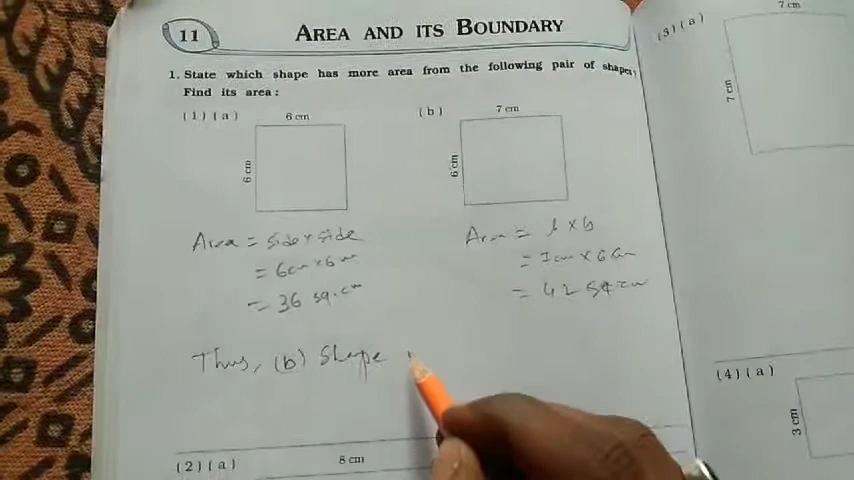 11
AREA AND ITS BOUNDARY
1. State which shape has more area from the following pair of shapes,
Find its area :
(1) (a)
6 cm
6 cm
Area = side × side
= 6cm × 6cm
= 36 sq.cm
(b)
7 cm
6 cm
Area = l × b
= 7cm × 6cm
= 42 sq cm
Thus, (b) Shape
(2) (a)
8 cm
(3) (a)
7 cm
7 cm
(4) (a)
3 cm